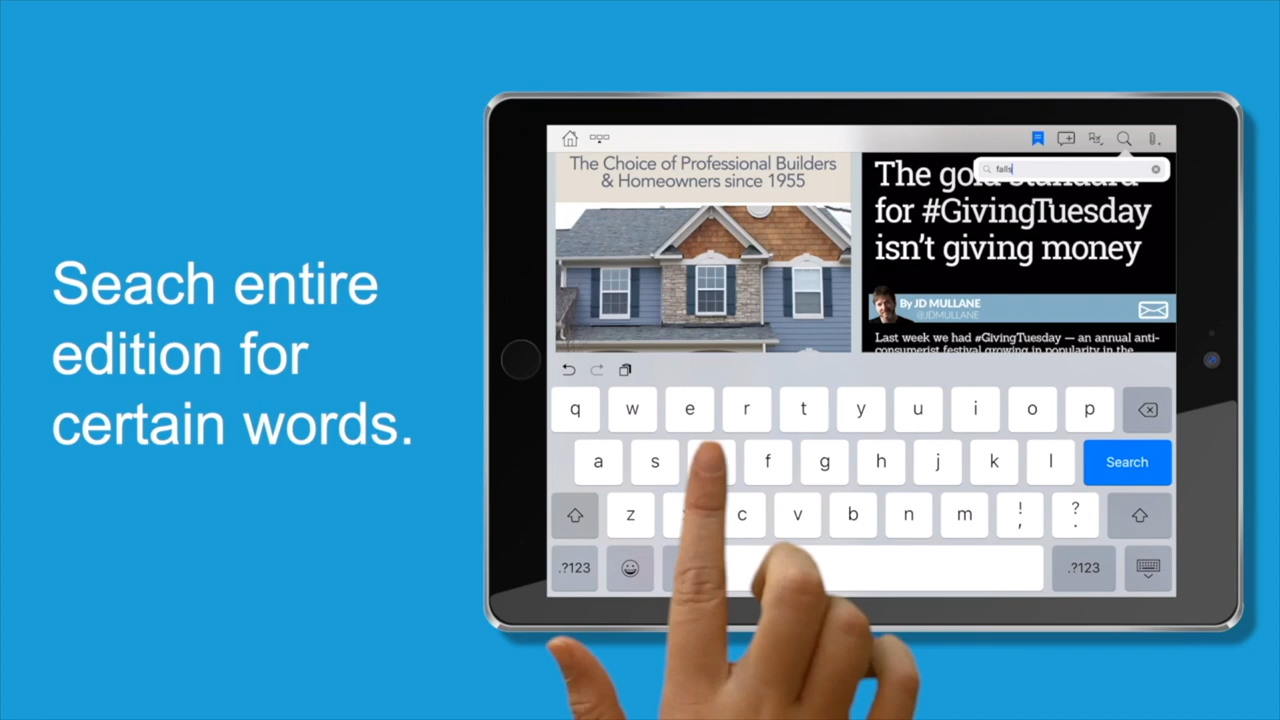 Seach entire
edition for
certain words.
The Choice of Professional Builders
& Homeowners since 1955
falls
The gold standard
for #GivingTuesday
isn't giving money
By JD MULLANE
@JDMULLANE
Last week we had #GivingTuesday — an annual anti-
consumerist festival growing in popularity in the
q w e r t y u i o p
a s f g h j k l Search
z c v b n m ! , ? .
.?123 .?123